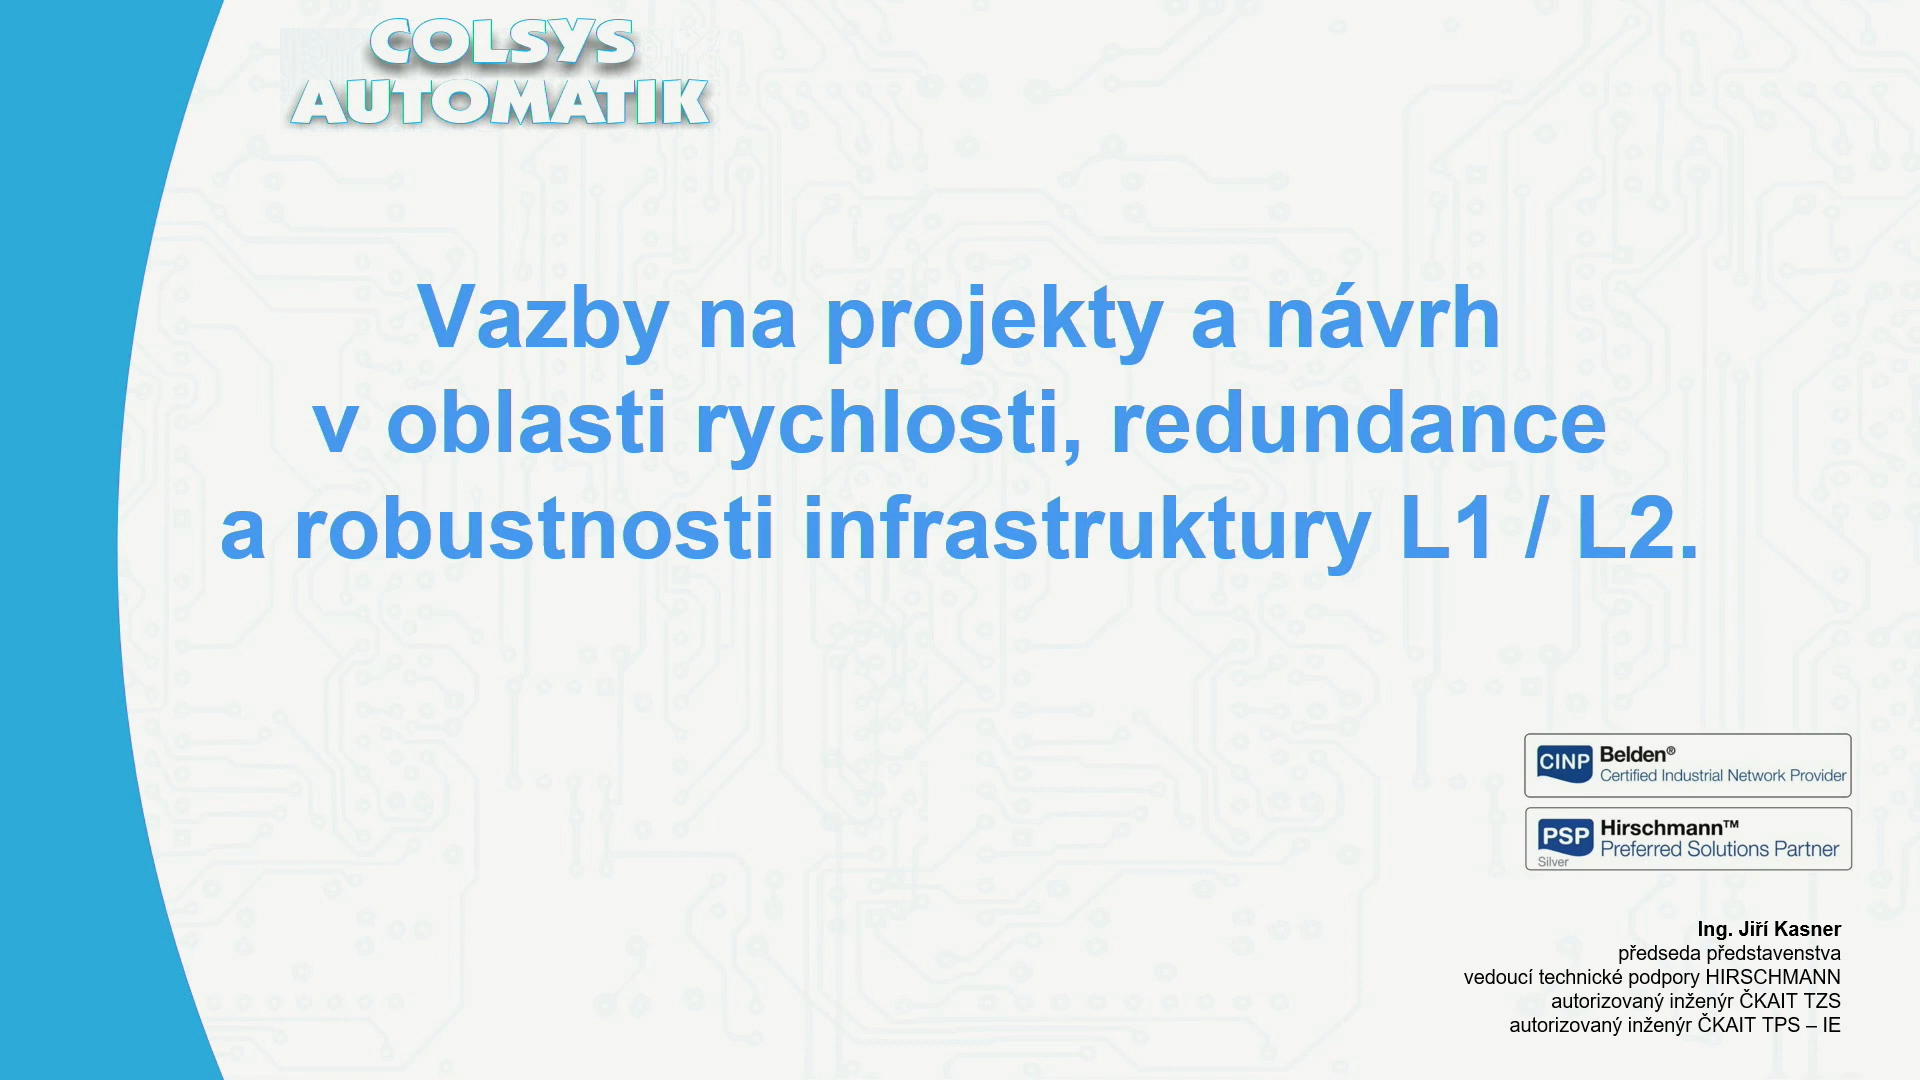 COLSYS
AUTOMATIK
Vazby na projekty a návrh
v oblasti rychlosti, redundance
a robustnosti infrastruktury L1 / L2.
CINP Belden®
Certified Industrial Network Provider
PSP Hirschmann™
Preferred Solutions Partner
Silver
Ing. Jiří Kasner
předseda představenstva
vedoucí technické podpory HIRSCHMANN
autorizovaný inženýr ČKAIT TZS
autorizovaný inženýr ČKAIT TPS – IE